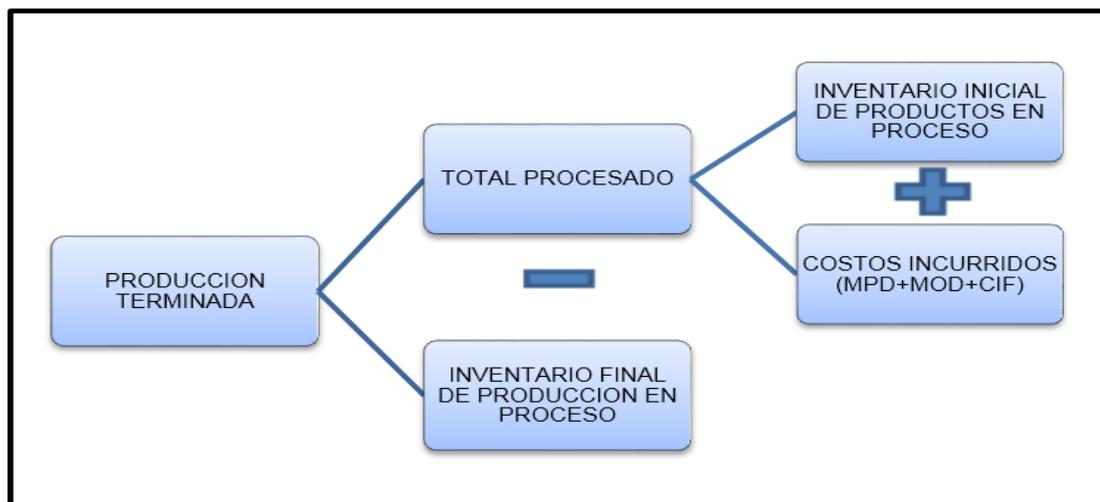 INVENTARIO INICIAL
DE PRODUCTOS EN
PROCESO
TOTAL PROCESADO
COSTOS INCURRIDOS
(MPD+MOD+CIF)
PRODUCCION
TERMINADA
INVENTARIO FINAL
DE PRODUCCION EN
PROCESO